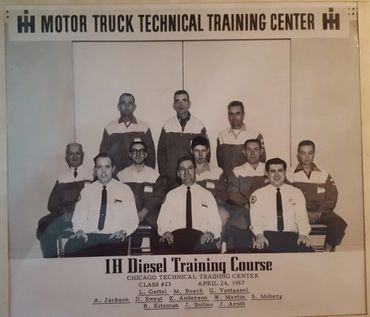 IH MOTOR TRUCK TECHNICAL TRAINING CENTER IH
IH Diesel Training Course
CHICAGO TECHNICAL TRAINING CENTER
CLASS #23 APRIL 24, 1967
L. Gettel M. Bosch G. Vantassel
A. Jackson D. Sweat K. Anderson W. Martin S. Moberg
R. Kitzman J. Bolino J. Arndt